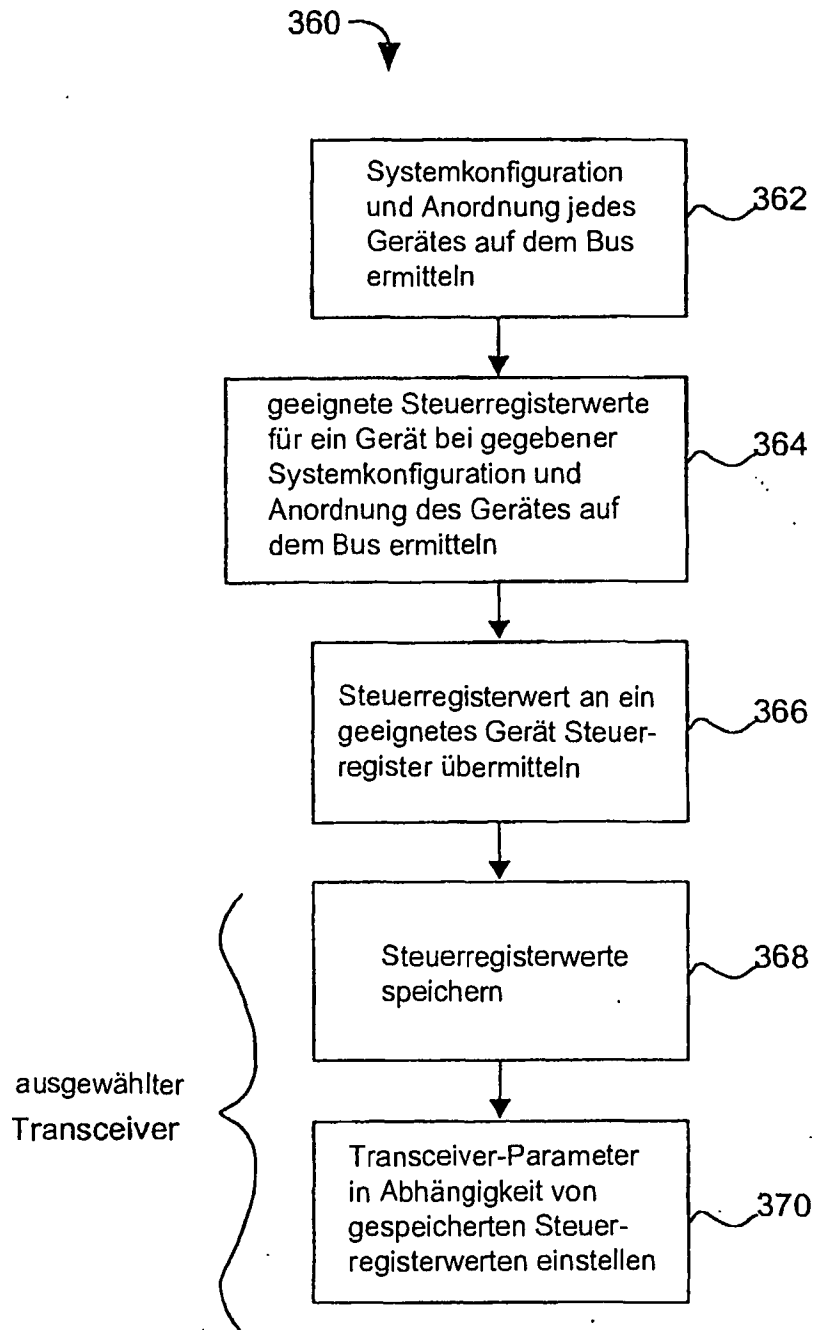 360
Systemkonfiguration
und Anordnung jedes
Gerätes auf dem Bus
ermitteln
362
geeignete Steuerregisterwerte
für ein Gerät bei gegebener
Systemkonfiguration und
Anordnung des Gerätes auf
dem Bus ermitteln
364
Steuerregisterwert an ein
geeignetes Gerät Steuer-
register übermitteln
366
Steuerregisterwerte
speichern
368
ausgewählter
Transceiver
Transceiver-Parameter
in Abhängigkeit von
gespeicherten Steuer-
registerwerten einstellen
370